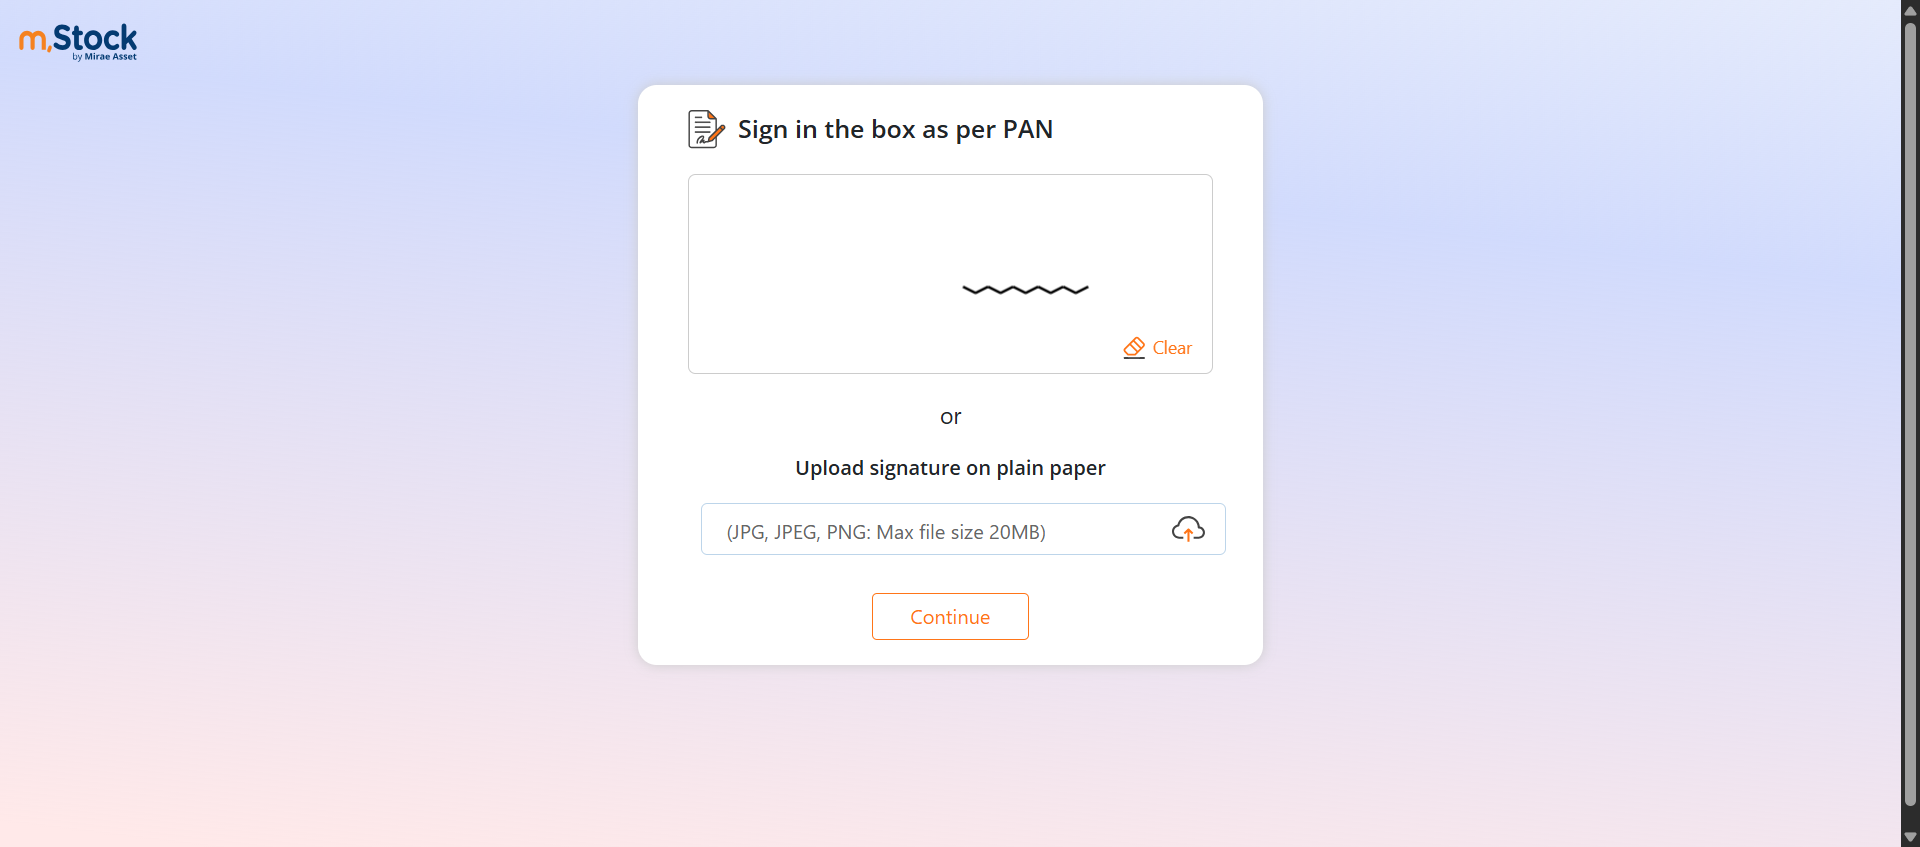 m.Stock
by Mirae Asset
Sign in the box as per PAN
Clear
or
Upload signature on plain paper
(JPG, JPEG, PNG: Max file size 20MB)
Continue